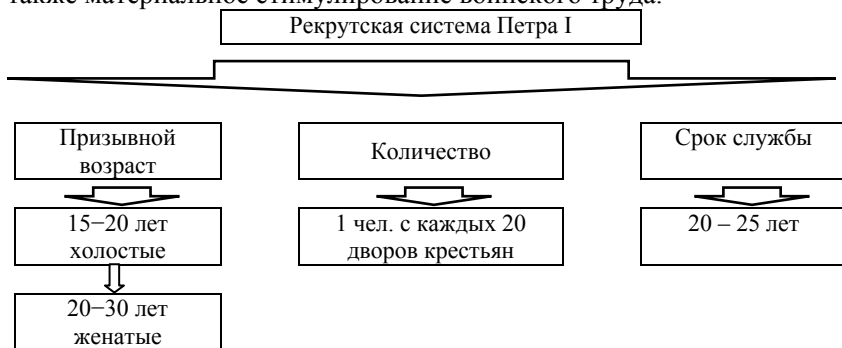 также материальное стимулирование воинского труда.
Рекрутская система Петра I
Призывной
возраст
Количество
Срок службы
15−20 лет
холостые
1 чел. с каждых 20
дворов крестьян
20 – 25 лет
20−30 лет
женатые